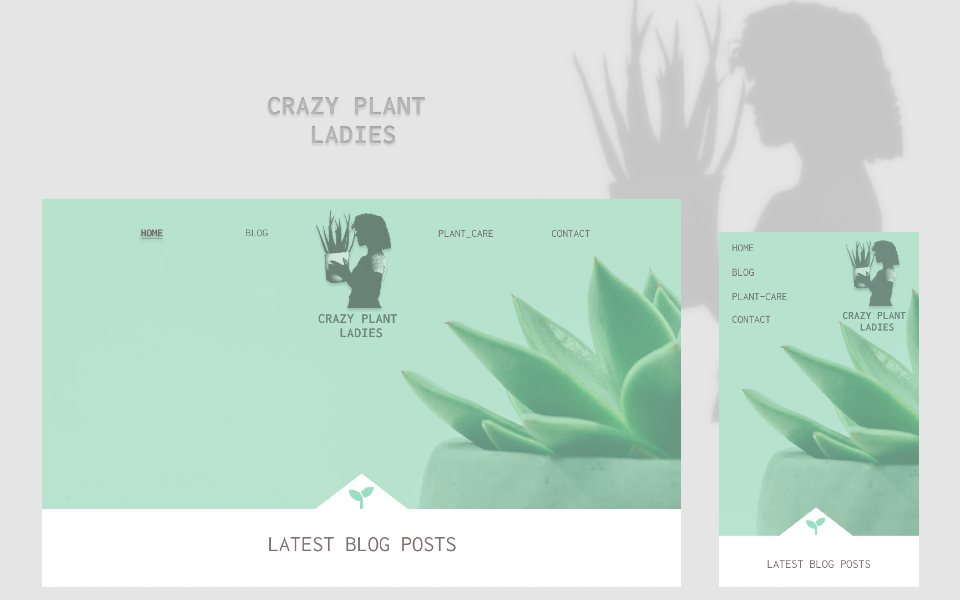 CRAZY PLANT
LADIES
HOME
BLOG
PLANT_CARE
CONTACT
CRAZY PLANT
LADIES
LATEST BLOG POSTS
HOME
BLOG
PLANT-CARE
CONTACT
CRAZY PLANT
LADIES
LATEST BLOG POSTS